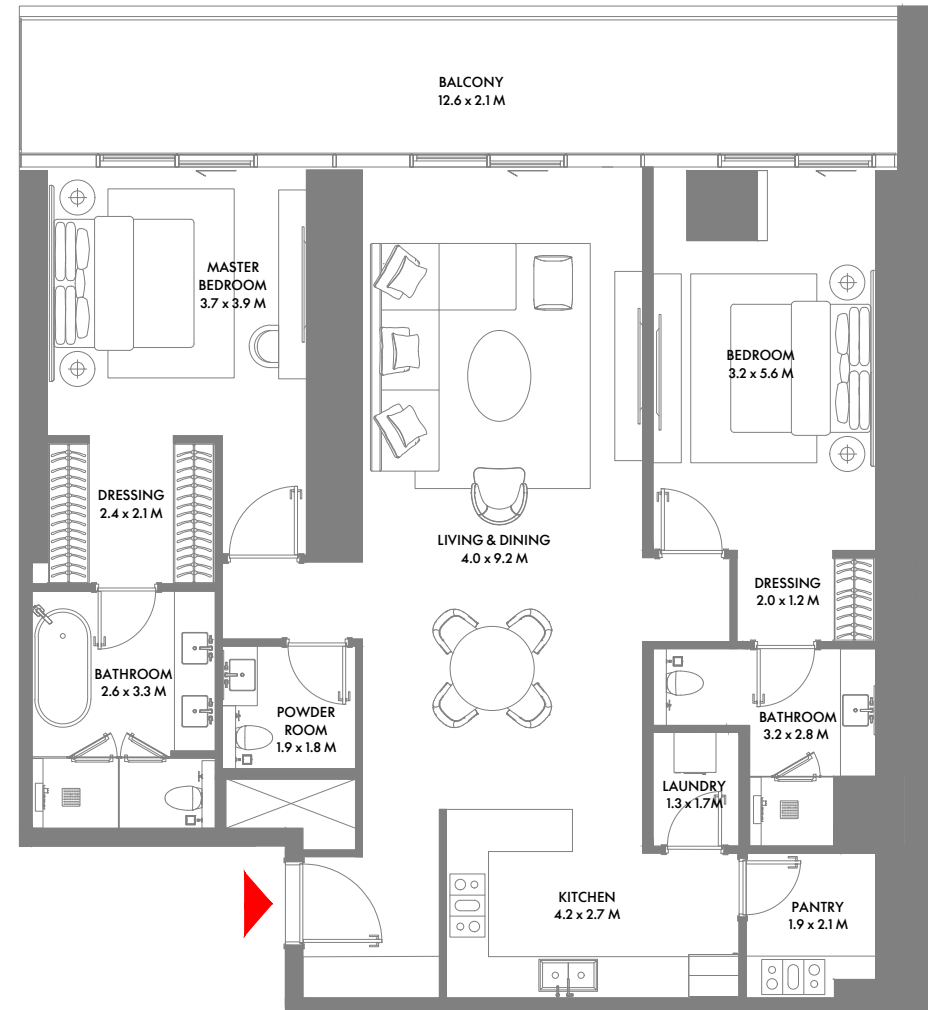 BALCONY
12.6 x 2.1 M
MASTER
BEDROOM
3.7 x 3.9 M
BEDROOM
3.2 x 5.6 M
DRESSING
2.4 x 2.1 M
LIVING & DINING
4.0 x 9.2 M
DRESSING
2.0 x 1.2 M
BATHROOM
2.6 x 3.3 M
POWDER
ROOM
1.9 x 1.8 M
BATHROOM
3.2 x 2.8 M
LAUNDRY
1.3 x 1.7M
KITCHEN
4.2 x 2.7 M
PANTRY
1.9 x 2.1 M